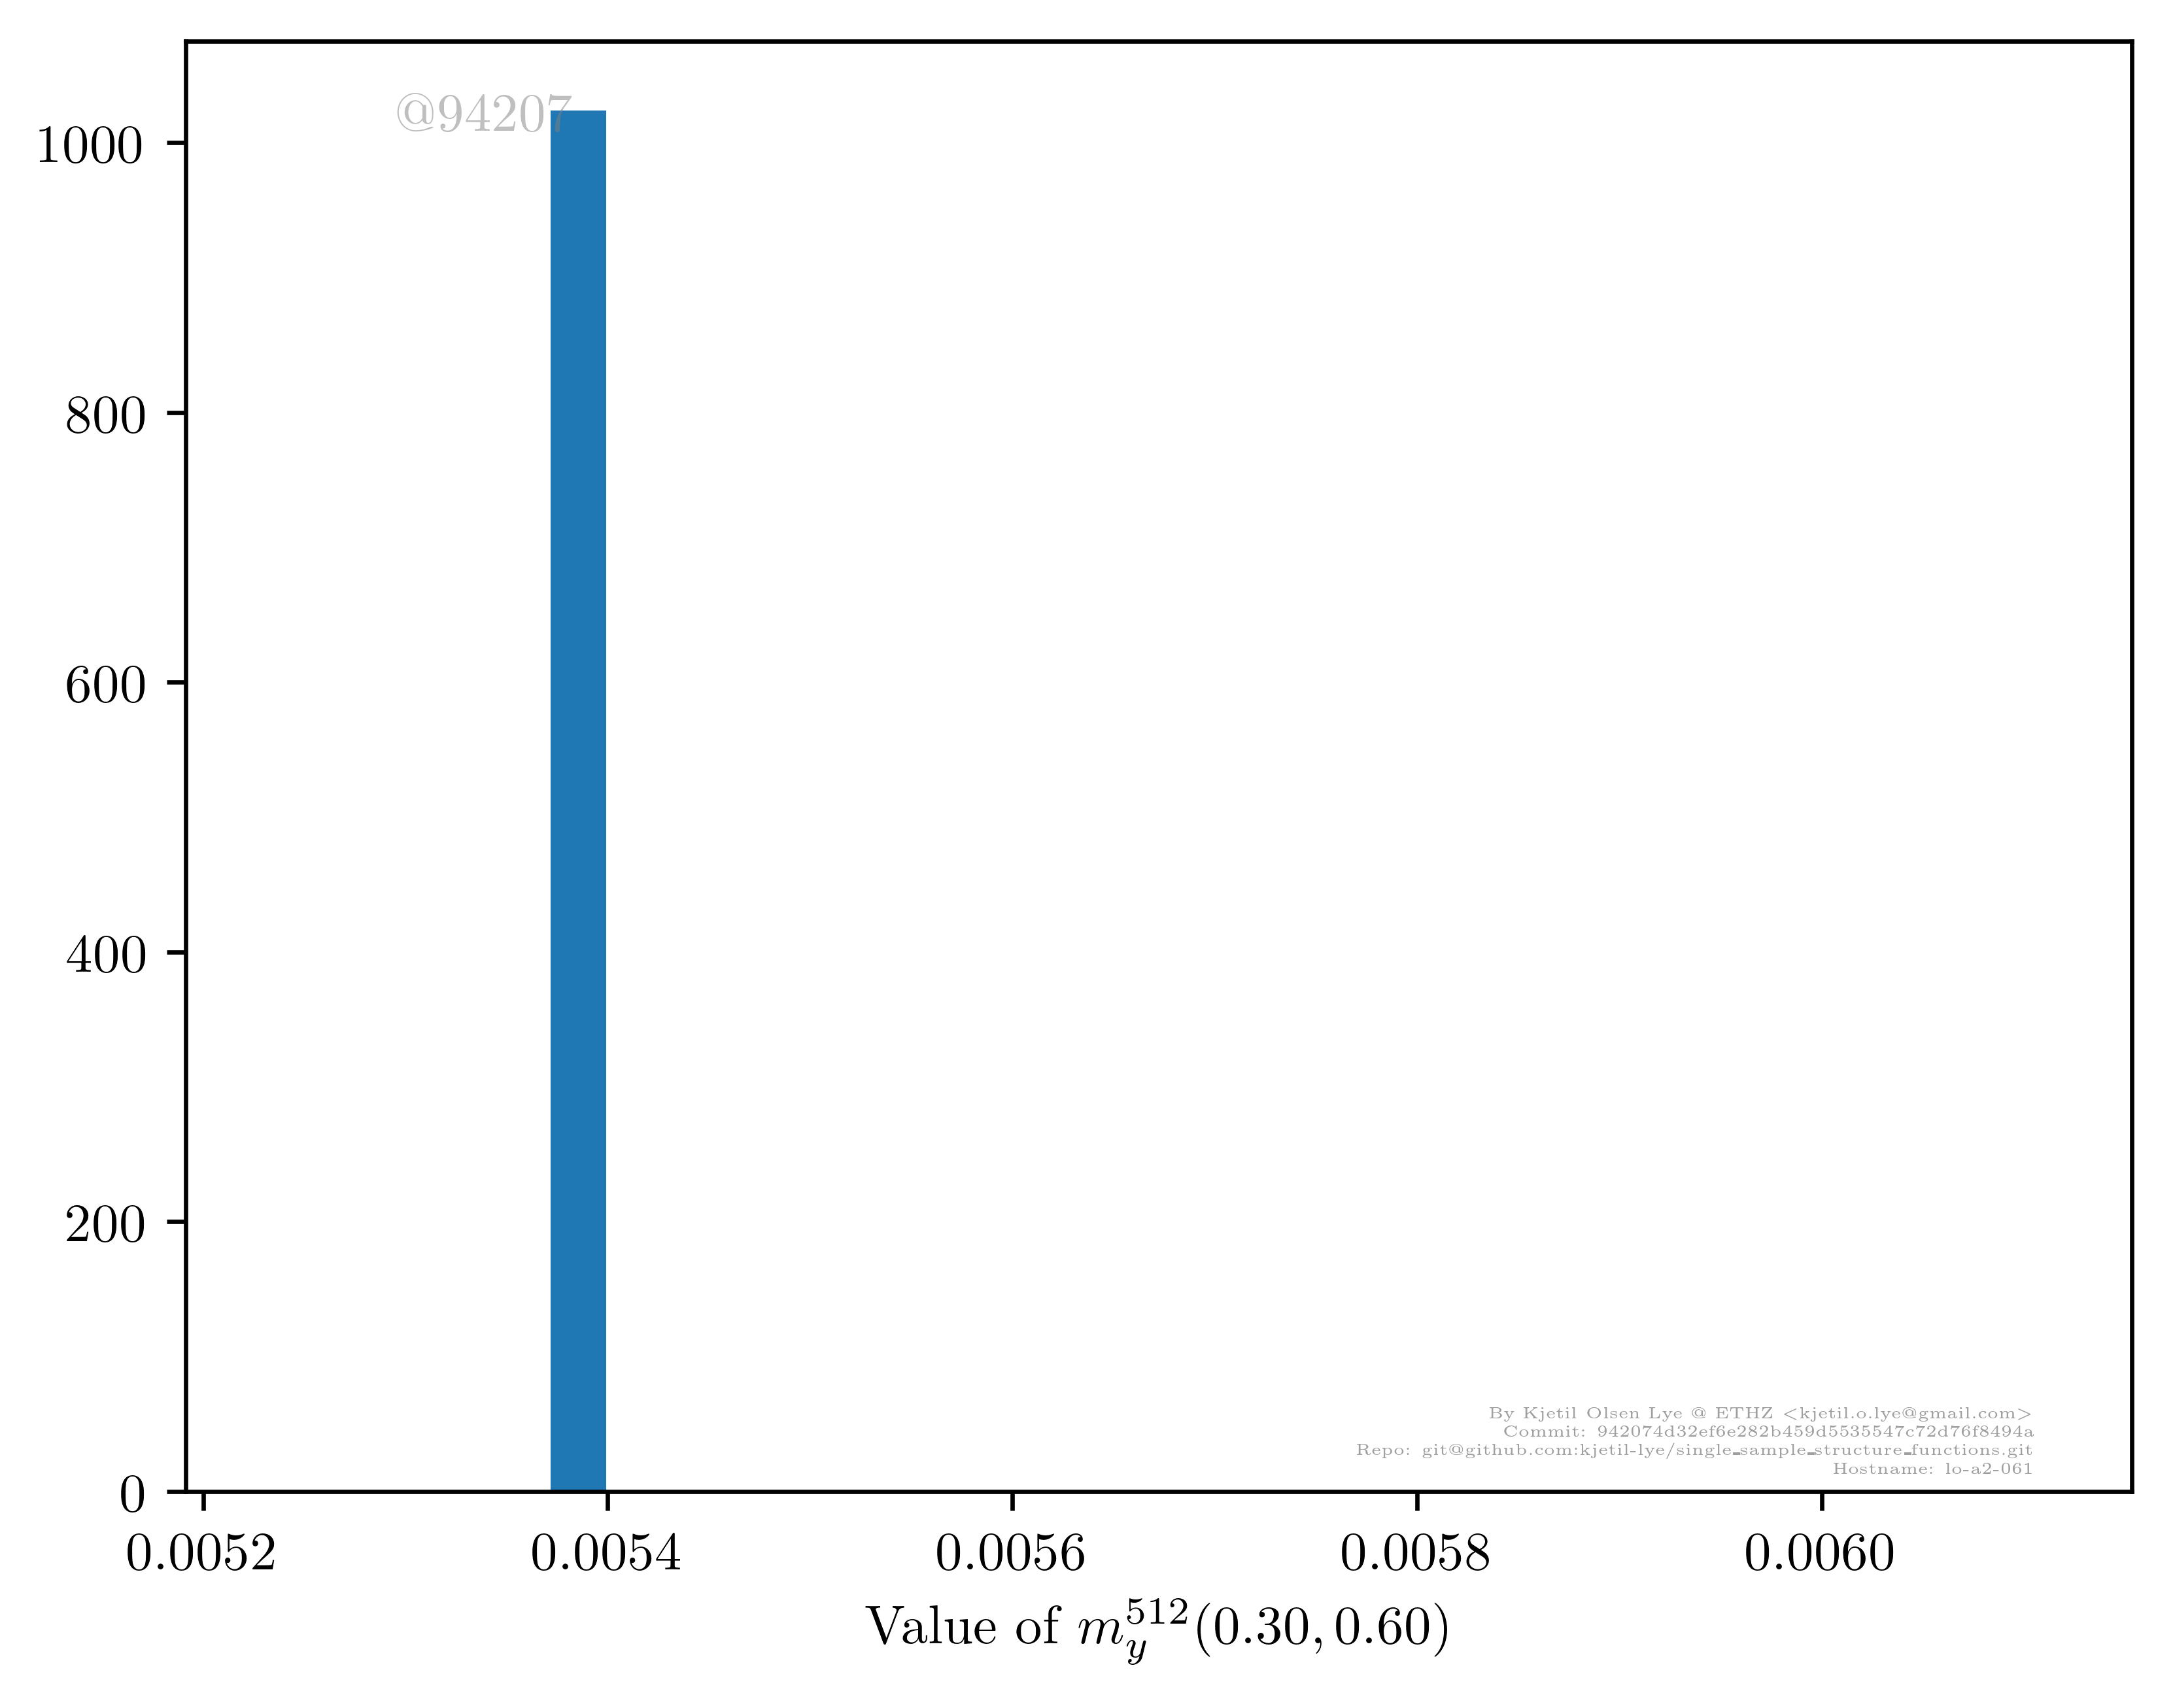 @94207
1000
800
600
400
200
0
By Kjetil Olsen Lye @ ETHZ <kjetil.o.lye@gmail.com>
Commit: 942074d32ef6e282b459d5535547c72d76f8494a
Repo: git@github.com:kjetil-lye/single_sample_structure_functions.git
Hostname: lo-a2-061
0.0052 0.0054 0.0056 0.0058 0.0060
Value of $m_y^{512}(0.30, 0.60)$